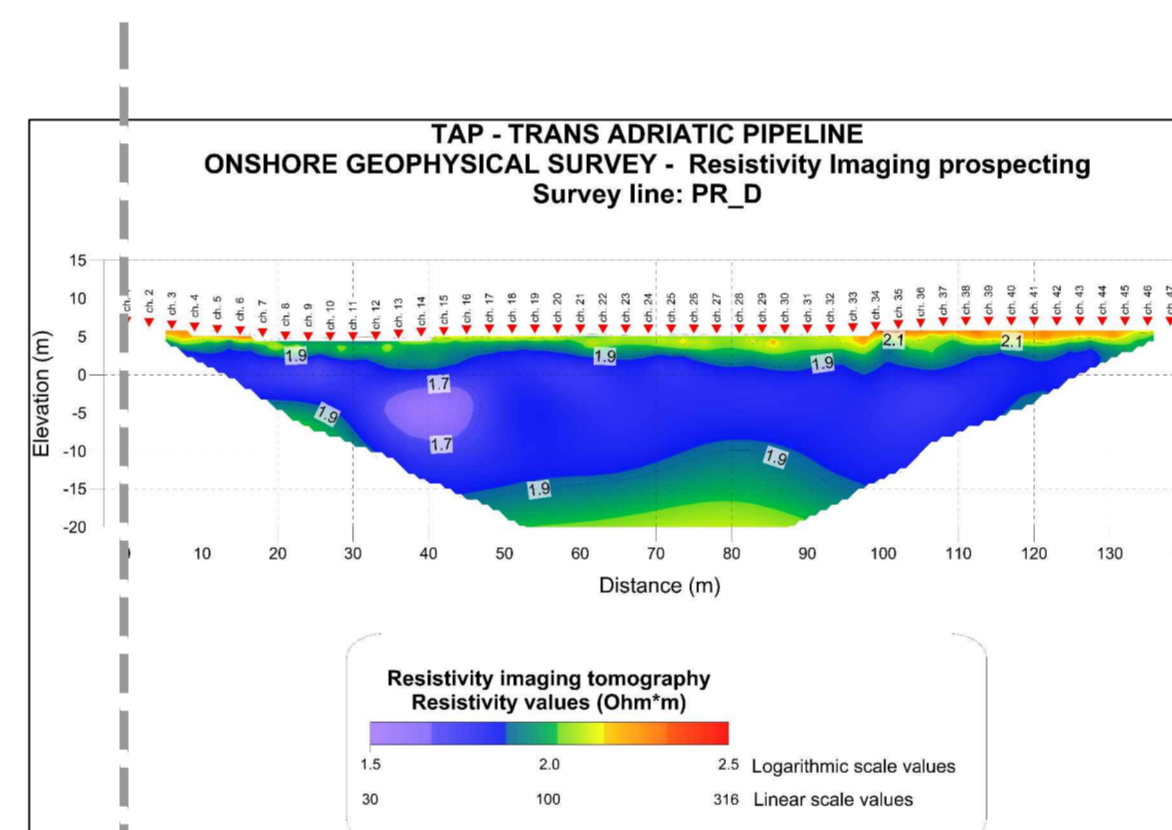 TAP - TRANS ADRIATIC PIPELINE
ONSHORE GEOPHYSICAL SURVEY - Resistivity Imaging prospecting
Survey line: PR_D
15
10
5
0
-5
-10
-15
-20
Elevation (m)
ch. 2 ch. 3 ch. 4 ch. 5 ch. 6 ch. 7 ch. 8 ch. 9 ch. 10 ch. 11 ch. 12 ch. 13 ch. 14 ch. 15 ch. 16 ch. 17 ch. 18 ch. 19 ch. 20 ch. 21 ch. 22 ch. 23 ch. 24 ch. 25 ch. 26 ch. 27 ch. 28 ch. 29 ch. 30 ch. 31 ch. 32 ch. 33 ch. 34 ch. 35 ch. 36 ch. 37 ch. 38 ch. 39 ch. 40 ch. 41 ch. 42 ch. 43 ch. 44 ch. 45 ch. 46
2.1 2.1
1.9 1.9 1.9
1.7
1.9
1.7
1.9
1.9
10 20 30 40 50 60 70 80 90 100 110 120 130
Distance (m)
Resistivity imaging tomography
Resistivity values (Ohm*m)
1.5 2.0 2.5 Logarithmic scale values
30 100 316 Linear scale values